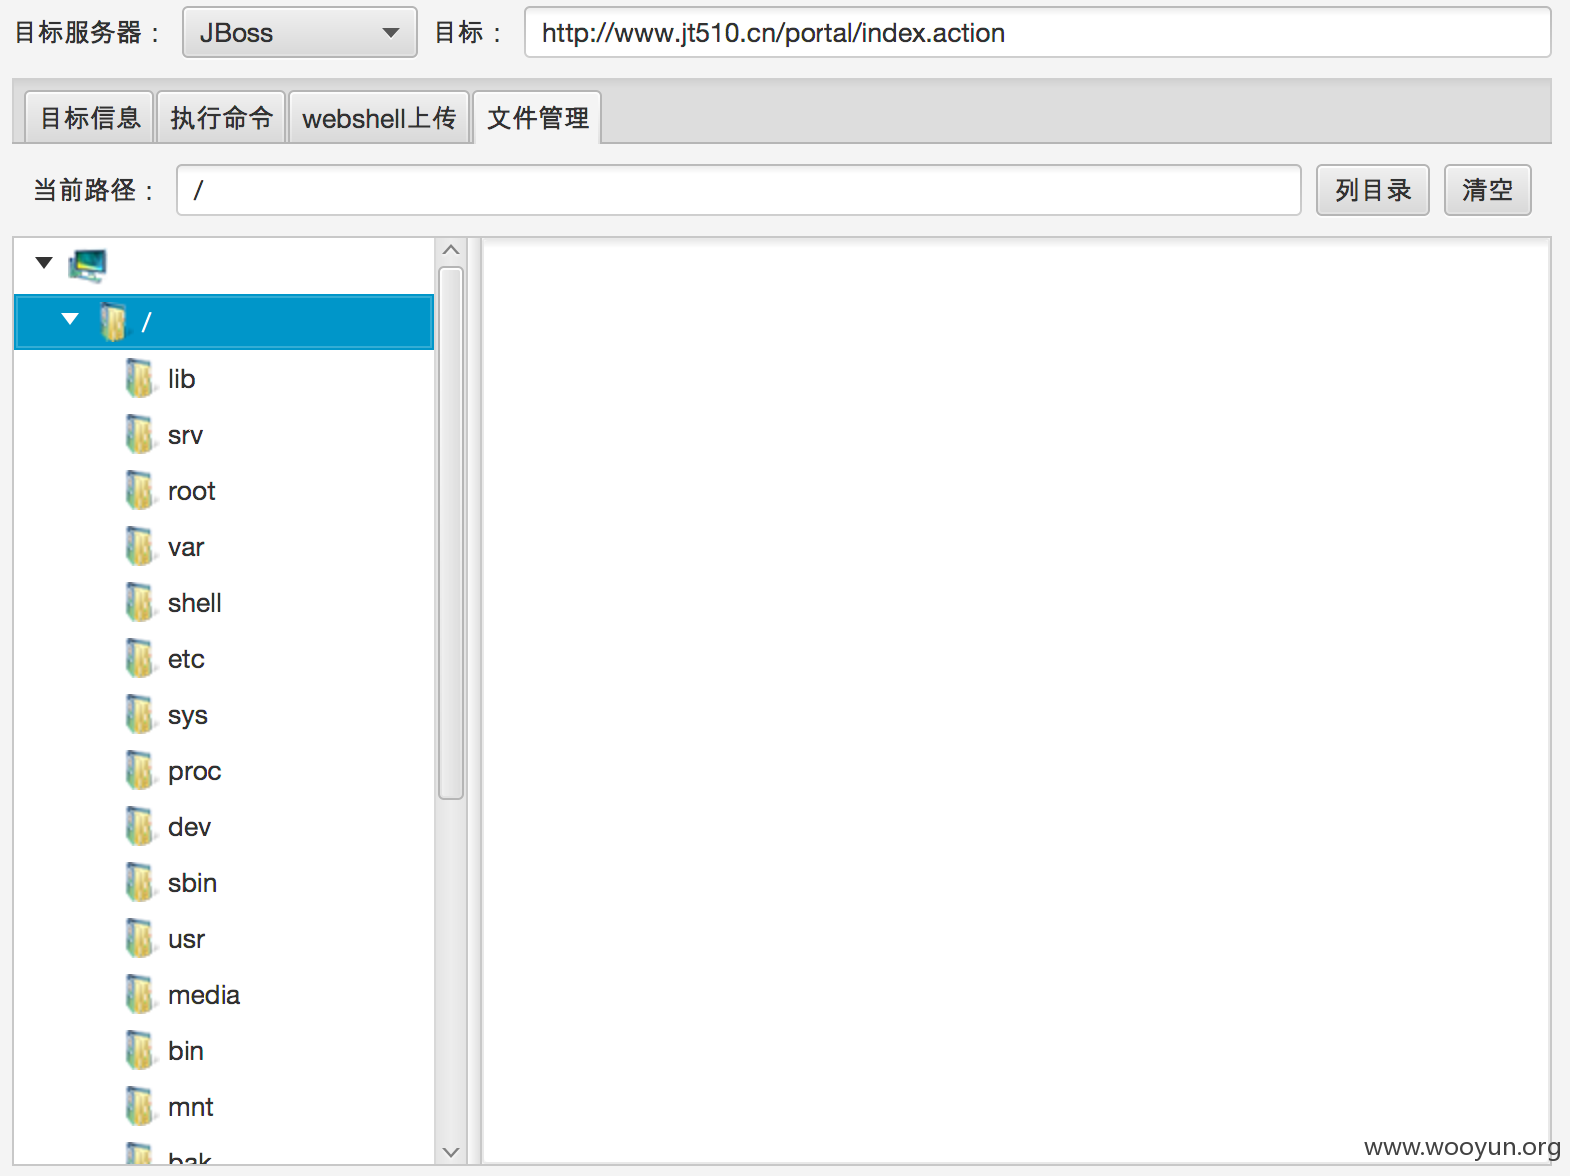 目标服务器： JBoss 目标： http://www.jt510.cn/portal/index.action
目标信息 执行命令 webshell上传 文件管理
当前路径： / 列目录 清空
/
lib
srv
root
var
shell
etc
sys
proc
dev
sbin
usr
media
bin
mnt
bak
www.wooyun.org